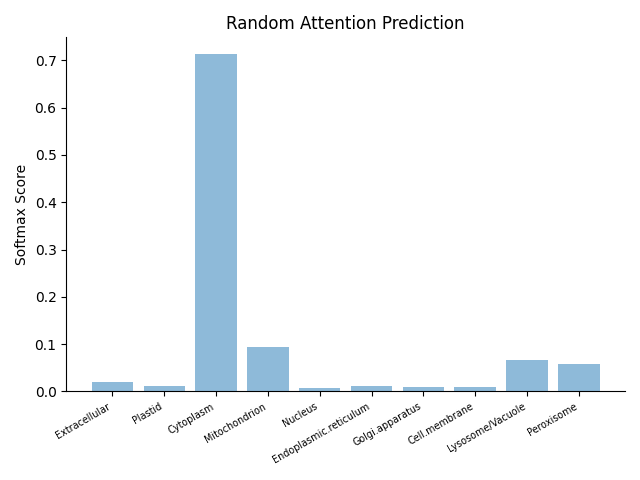 Random Attention Prediction
Softmax Score
0.7
0.6
0.5
0.4
0.3
0.2
0.1
0.0
Extracellular
Plastid
Cytoplasm
Mitochondrion
Nucleus
Endoplasmic.reticulum
Golgi.apparatus
Cell.membrane
Lysosome/Vacuole
Peroxisome